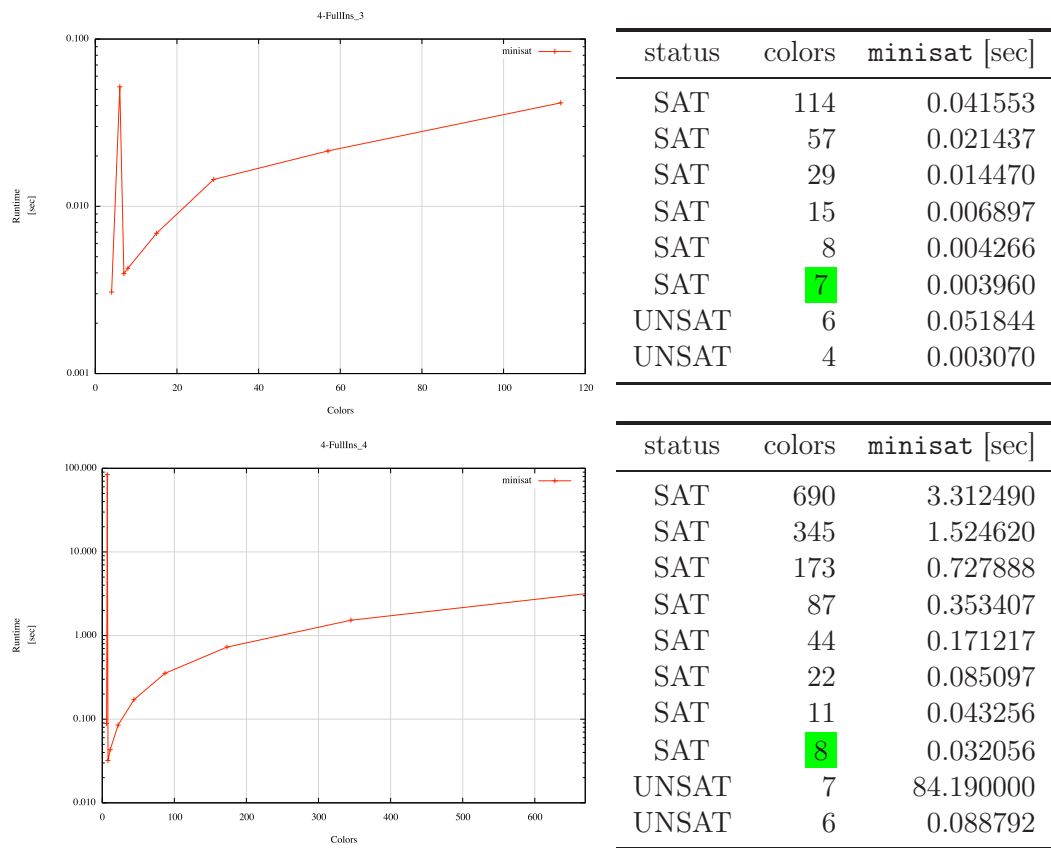 4-FullIns_3
0.100
0.010
0.001
Runtime
[sec]
minisat
0 20 40 60 80 100 120
Colors
status colors minisat [sec]
SAT 114 0.041553
SAT 57 0.021437
SAT 29 0.014470
SAT 15 0.006897
SAT 8 0.004266
SAT 7 0.003960
UNSAT 6 0.051844
UNSAT 4 0.003070
4-FullIns_4
100.000
10.000
1.000
0.100
0.010
Runtime
[sec]
minisat
0 100 200 300 400 500 600
Colors
status colors minisat [sec]
SAT 690 3.312490
SAT 345 1.524620
SAT 173 0.727888
SAT 87 0.353407
SAT 44 0.171217
SAT 22 0.085097
SAT 11 0.043256
SAT 8 0.032056
UNSAT 7 84.190000
UNSAT 6 0.088792